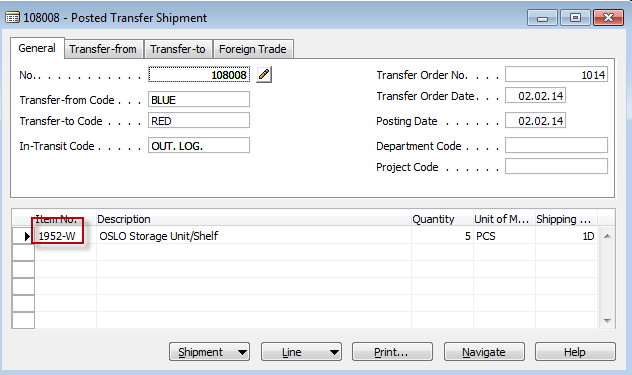 108008 - Posted Transfer Shipment
General Transfer-from Transfer-to Foreign Trade
No. . . . . . . . . . . . 108008
Transfer-from Code . . . BLUE
Transfer-to Code . . . . RED
In-Transit Code . . . . . OUT. LOG.
Transfer Order No. . . . . 1014
Transfer Order Date. . . . 02.02.14
Posting Date . . . . . . 02.02.14
Department Code . . . .
Project Code . . . . . .
Item No. Description Quantity Unit of M... Shipping ...
1952-W OSLO Storage Unit/Shelf 5 PCS 1D
Shipment Line Print... Navigate Help